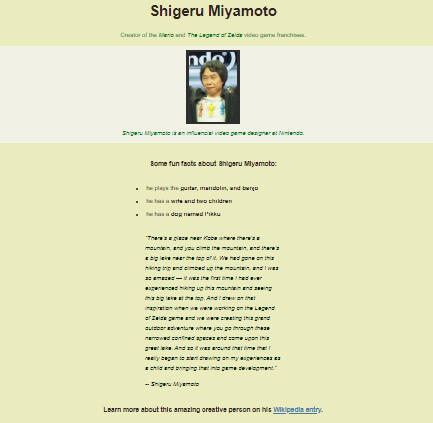 Shigeru Miyamoto
Creator of the Mario and The Legend of Zelda video game franchises.
ndo)
Shigeru Miyamoto is an influential video game designer at Nintendo.
Some fun facts about Shigeru Miyamoto:
he plays the guitar, mandolin, and banjo
he has a wife and two children
he has a dog named Pikku
"There's a place near Kobe where there's a
mountain, and you climb the mountain, and there's
a big lake near the top of it. We had gone on this
hiking trip and climbed up the mountain, and I was
so amazed — it was the first time I had ever
experienced hiking up this mountain and seeing
this big lake at the top. And I drew on that
inspiration when we were working on the Legend
of Zelda game and we were creating this grand
outdoor adventure where you go through these
narrowed confined spaces and come upon this
great lake. And so it was around that time that I
really began to start drawing on my experiences as
a child and bringing that into game development."
-- Shigeru Miyamoto
Learn more about this amazing creative person on his Wikipedia entry.